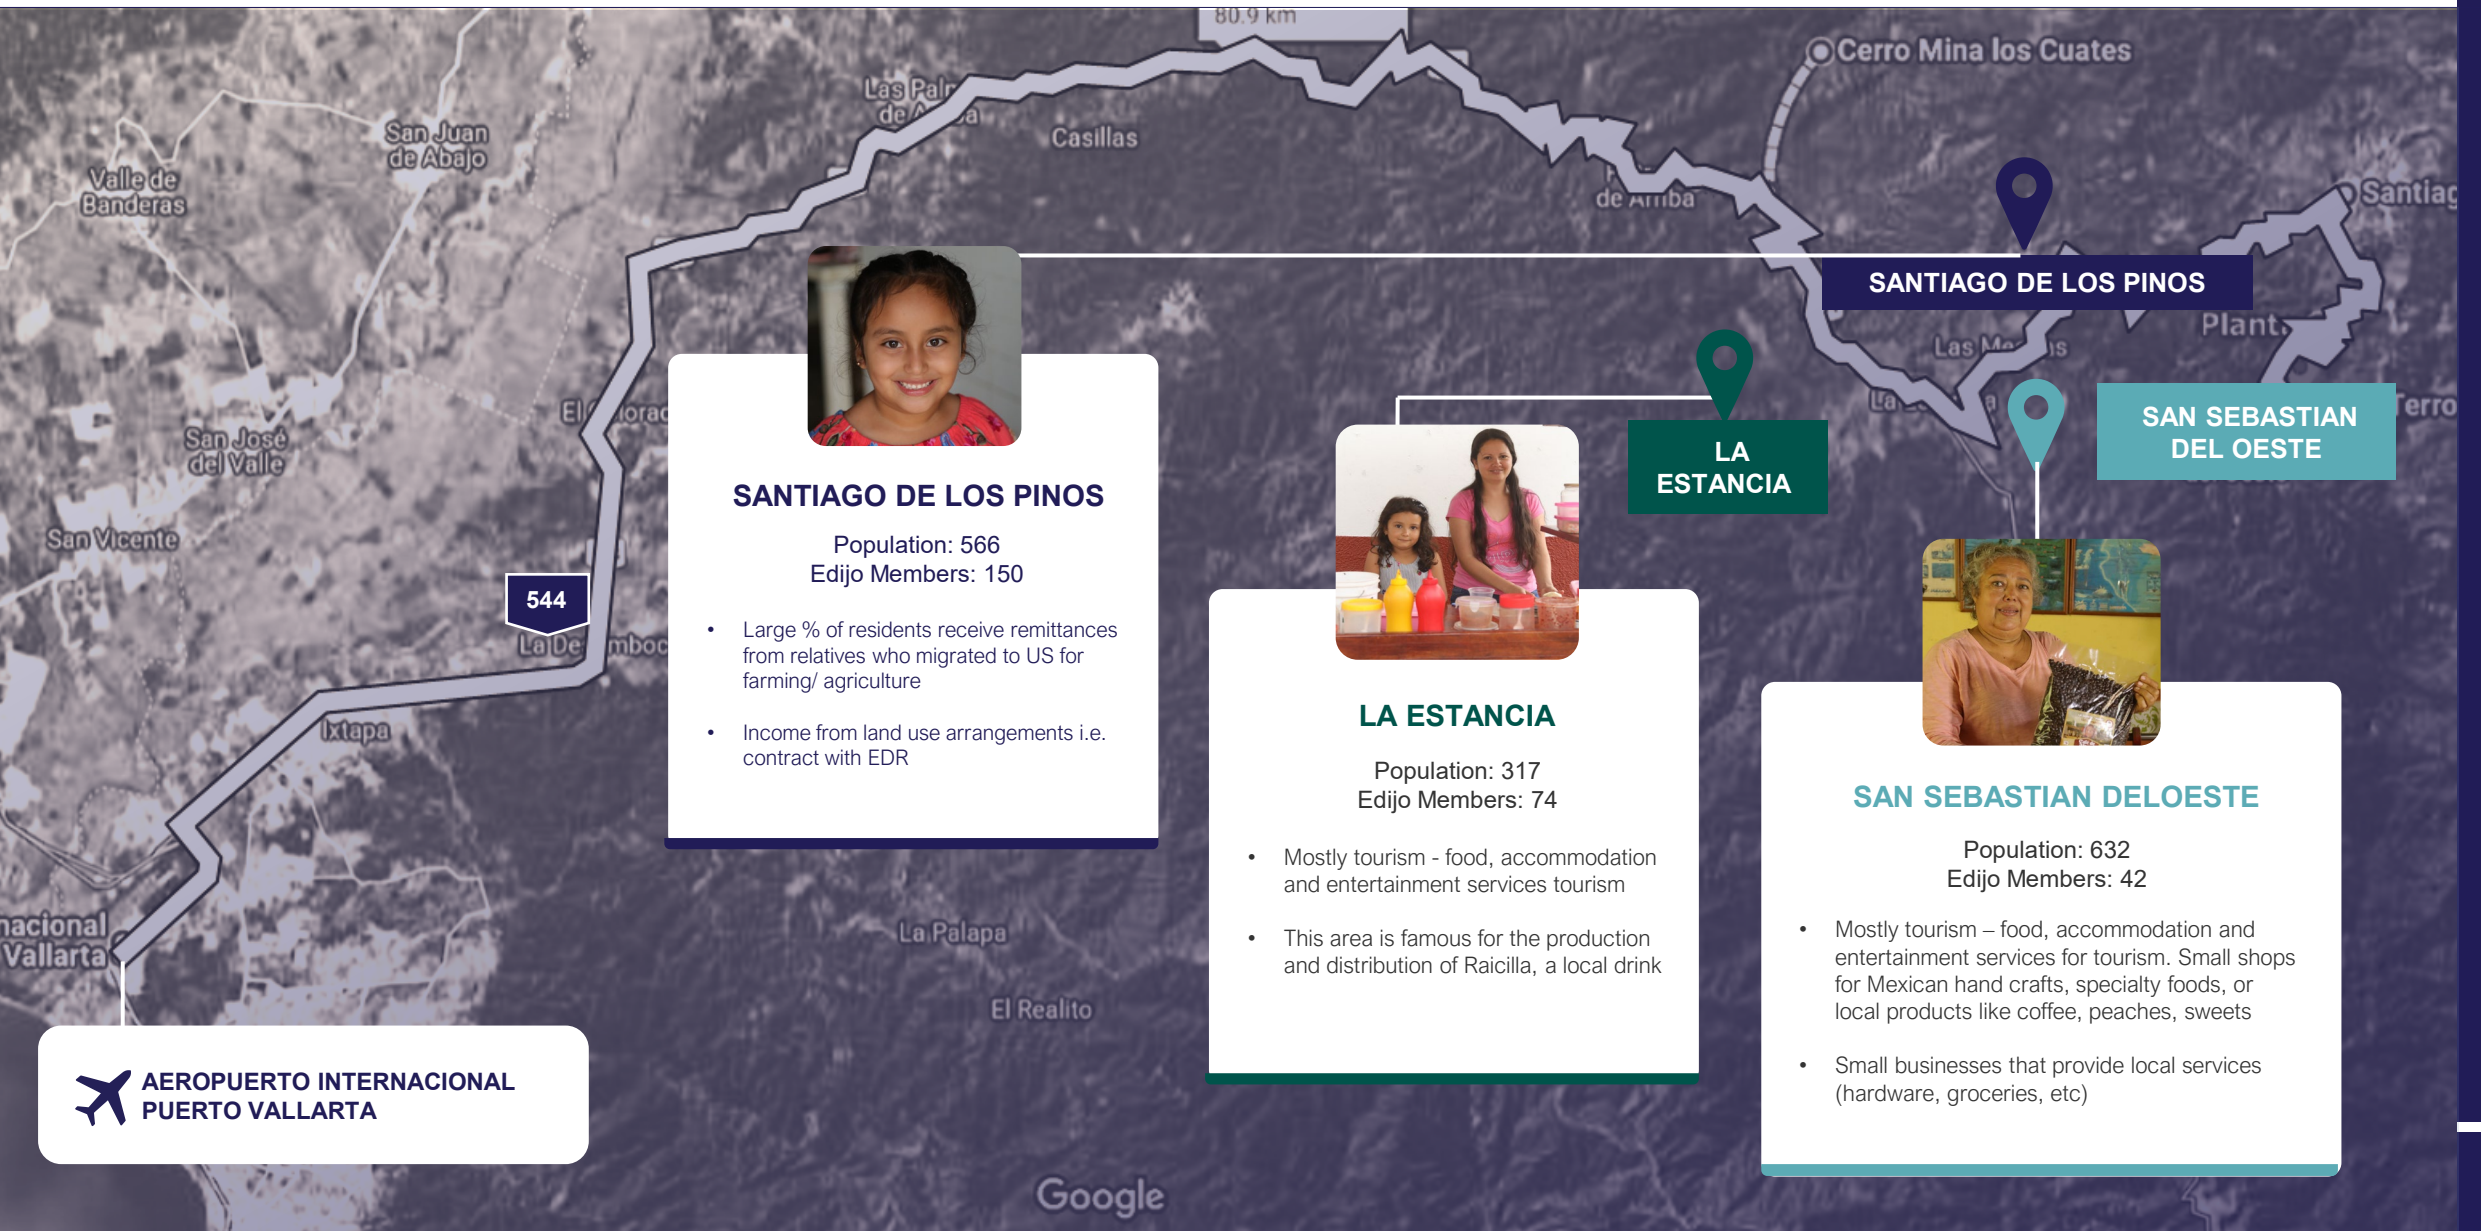 80.9 km
Cerro Mina los Cuates
Casillas
San Juan
de Abajo
Valle de
Banderas
de Arriba
SANTIAGO DE LOS PINOS
LA
ESTANCIA
SAN SEBASTIAN
DEL OESTE
San José
del Valle
San Vicente
544
Ixtapa
La Palapa
El Realito
SANTIAGO DE LOS PINOS
Population: 566
Edijo Members: 150
• Large % of residents receive remittances
from relatives who migrated to US for
farming/ agriculture
• Income from land use arrangements i.e.
contract with EDR
LA ESTANCIA
Population: 317
Edijo Members: 74
• Mostly tourism - food, accommodation
and entertainment services tourism
• This area is famous for the production
and distribution of Raicilla, a local drink
SAN SEBASTIAN DELOESTE
Population: 632
Edijo Members: 42
• Mostly tourism – food, accommodation and
entertainment services for tourism. Small shops
for Mexican hand crafts, specialty foods, or
local products like coffee, peaches, sweets
• Small businesses that provide local services
(hardware, groceries, etc)
Vallarta
AEROPUERTO INTERNACIONAL
PUERTO VALLARTA
Google